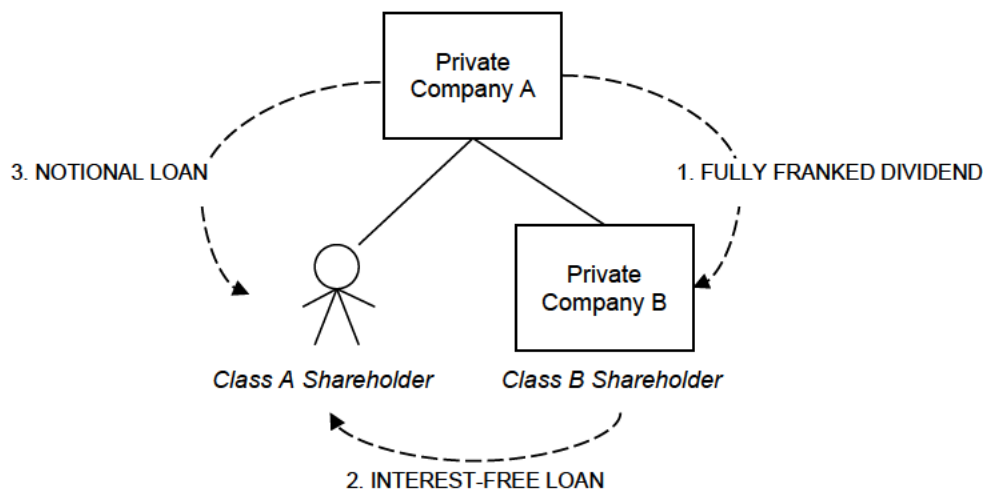 Private
Company A
3. NOTIONAL LOAN
1. FULLY FRANKED DIVIDEND
Private
Company B
Class A Shareholder
Class B Shareholder
2. INTEREST-FREE LOAN